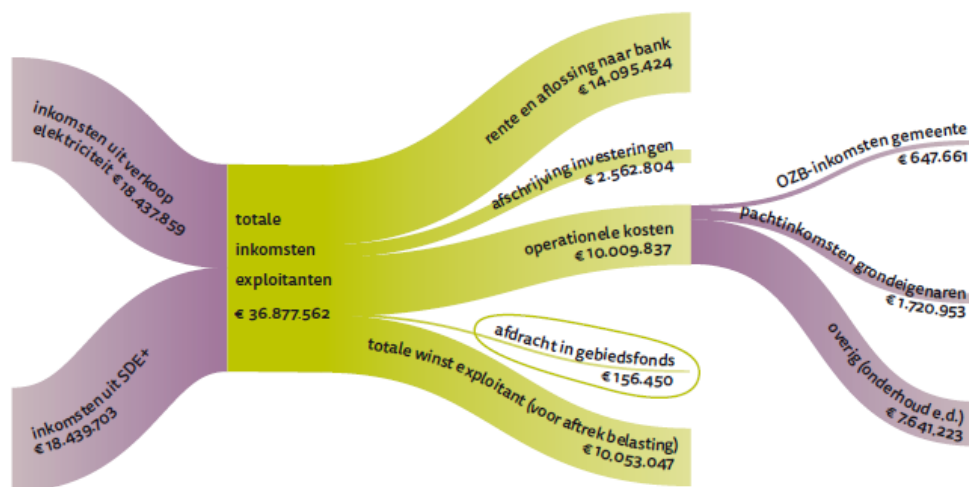 inkomsten uit verkoop
elektriciteit € 18.437.859
inkomsten uit SDE+
€ 18.439.703
totale
inkomsten
exploitanten
€ 36.877.562
rente en aflossing naar bank
€ 14.095.424
afschrijving investeringen
€ 2.562.804
operationele kosten
€ 10.009.837
afdracht in gebiedsfonds
€ 156.450
totale winst exploitant (voor aftrek belasting)
€ 10,053.047
OZB-inkomsten gemeente
€ 647.661
pachtinkomsten grondeigenaren
€ 1.720.953
overig (onderhoud e.d.)
€ 7.641.223